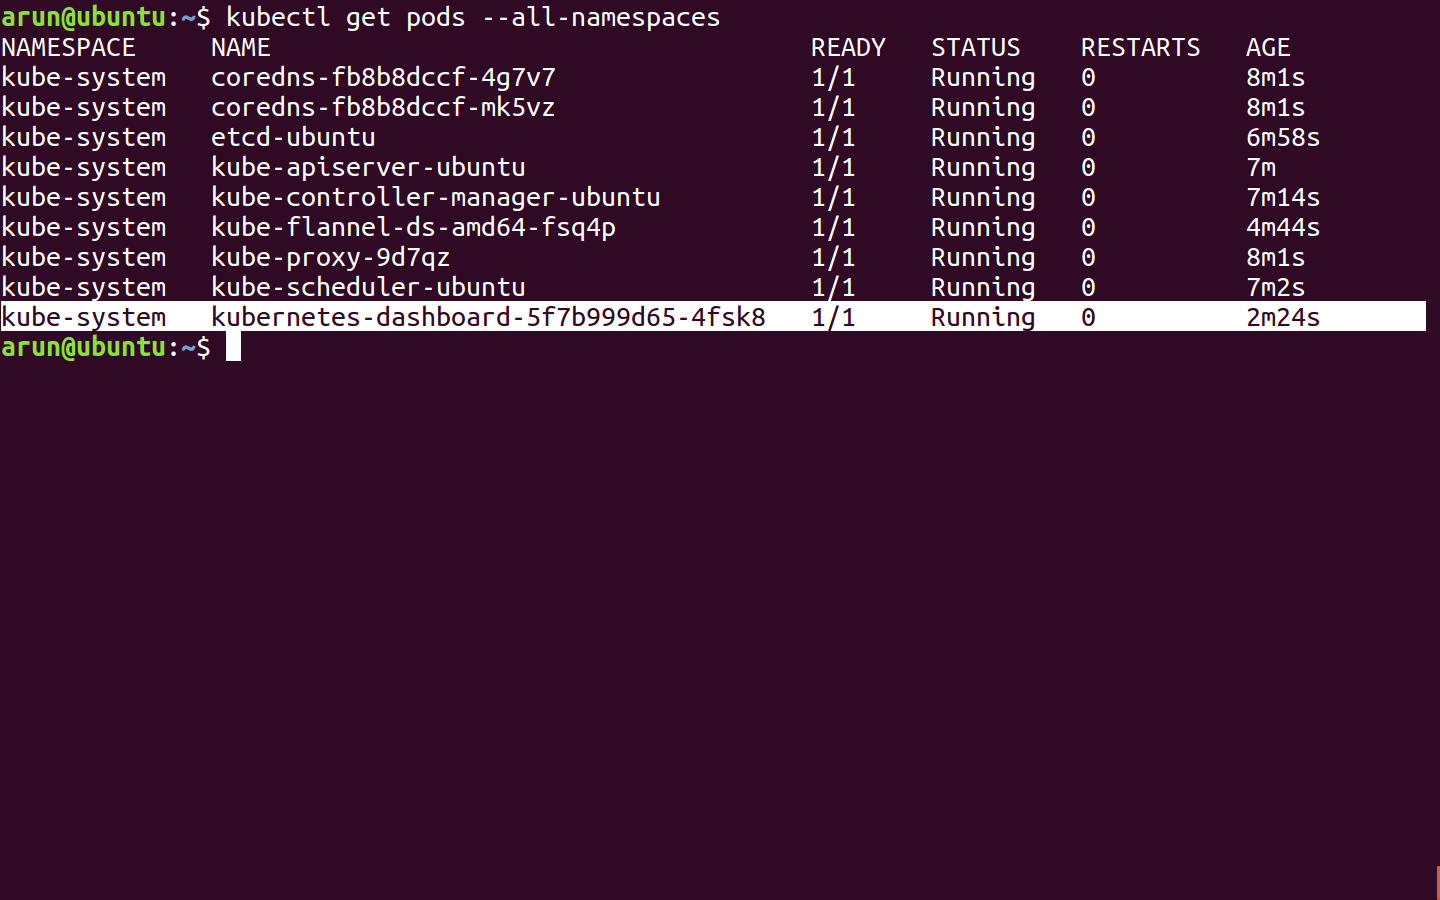 arun@ubuntu:~$ kubectl get pods --all-namespaces
NAMESPACE     NAME                                    READY   STATUS    RESTARTS   AGE
kube-system   coredns-fb8b8dccf-4g7v7                 1/1     Running   0          8m1s
kube-system   coredns-fb8b8dccf-mk5vz                 1/1     Running   0          8m1s
kube-system   etcd-ubuntu                             1/1     Running   0          6m58s
kube-system   kube-apiserver-ubuntu                   1/1     Running   0          7m
kube-system   kube-controller-manager-ubuntu          1/1     Running   0          7m14s
kube-system   kube-flannel-ds-amd64-fsq4p             1/1     Running   0          4m44s
kube-system   kube-proxy-9d7qz                        1/1     Running   0          8m1s
kube-system   kube-scheduler-ubuntu                   1/1     Running   0          7m2s
kube-system   kubernetes-dashboard-5f7b999d65-4fsk8   1/1     Running   0          2m24s
arun@ubuntu:~$